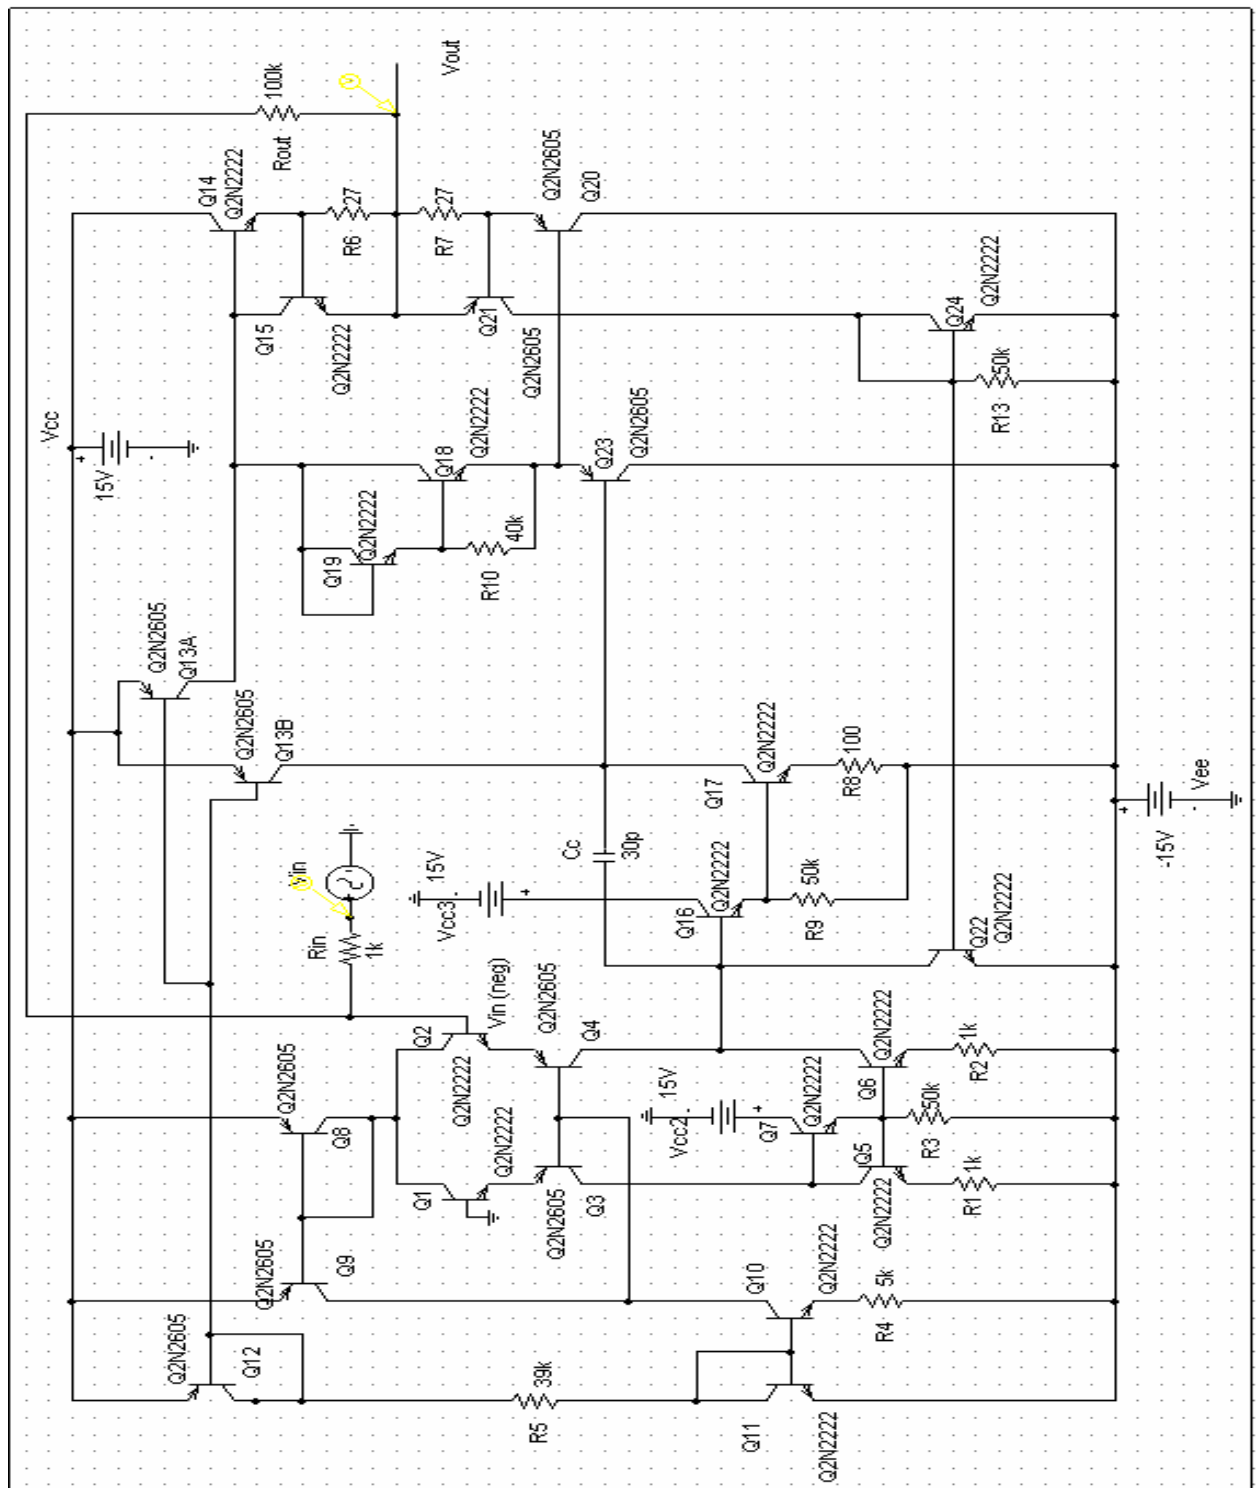 Vcc
15V
Q2N2605
Q12
Q2N2605
Q9
Q2N2605
Q8
Q2N2605
Q13B
Q2N2605
Q13A
Q14
Q2N2222
Rout
100k
Vout
Q1
Q2N2222
Q2
Q2N2222
Vin (neg)
Rin
1k
Vin
Q19
Q2N2222
Q18
Q2N2222
R10
40k
Q15
Q2N2222
R6
27
R7
27
Q21
Q2N2605
Q2N2605
Q20
R5
39k
Q2N2605
Q3
Q2N2605
Q4
Vcc3
15V
Cc
30p
Q23
Q2N2605
Vcc2
15V
Q7
Q2N2222
Q16
Q2N2222
Q17
Q2N2222
R9
50k
R8
100
Q11
Q2N2222
Q10
Q2N2222
R4
5k
Q5
Q2N2222
Q6
Q2N2222
R1
1k
R3
50k
R2
1k
Q22
Q2N2222
Q24
Q2N2222
R13
50k
-15V
Vee